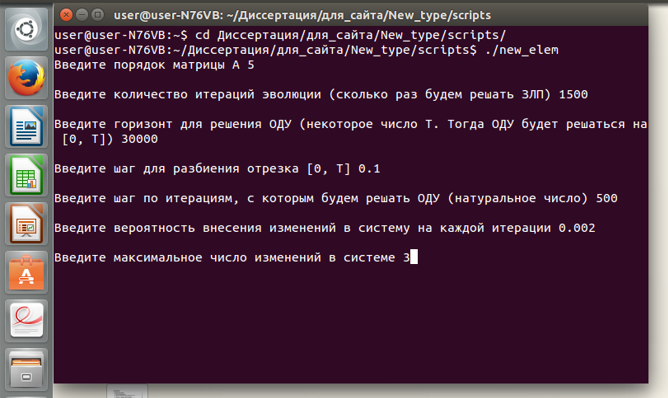 user@user-N76VB: ~/Диссертация/для_сайта/New_type/scripts
user@user-N76VB:~$ cd Диссертация/для_сайта/New_type/scripts/
user@user-N76VB:~/Диссертация/для_сайта/New_type/scripts$ ./new_elem
Введите порядок матрицы A 5
Введите количество итераций эволюции (сколько раз будем решать ЗЛП) 1500
Введите горизонт для решения ОДУ (некоторое число T. Тогда ОДУ будет решаться на
[0, T]) 30000
Введите шаг для разбиения отрезка [0, T] 0.1
Введите шаг по итерациям, с которым будем решать ОДУ (натуральное число) 500
Введите вероятность внесения изменений в систему на каждой итерации 0.002
Введите максимальное число изменений в системе 3